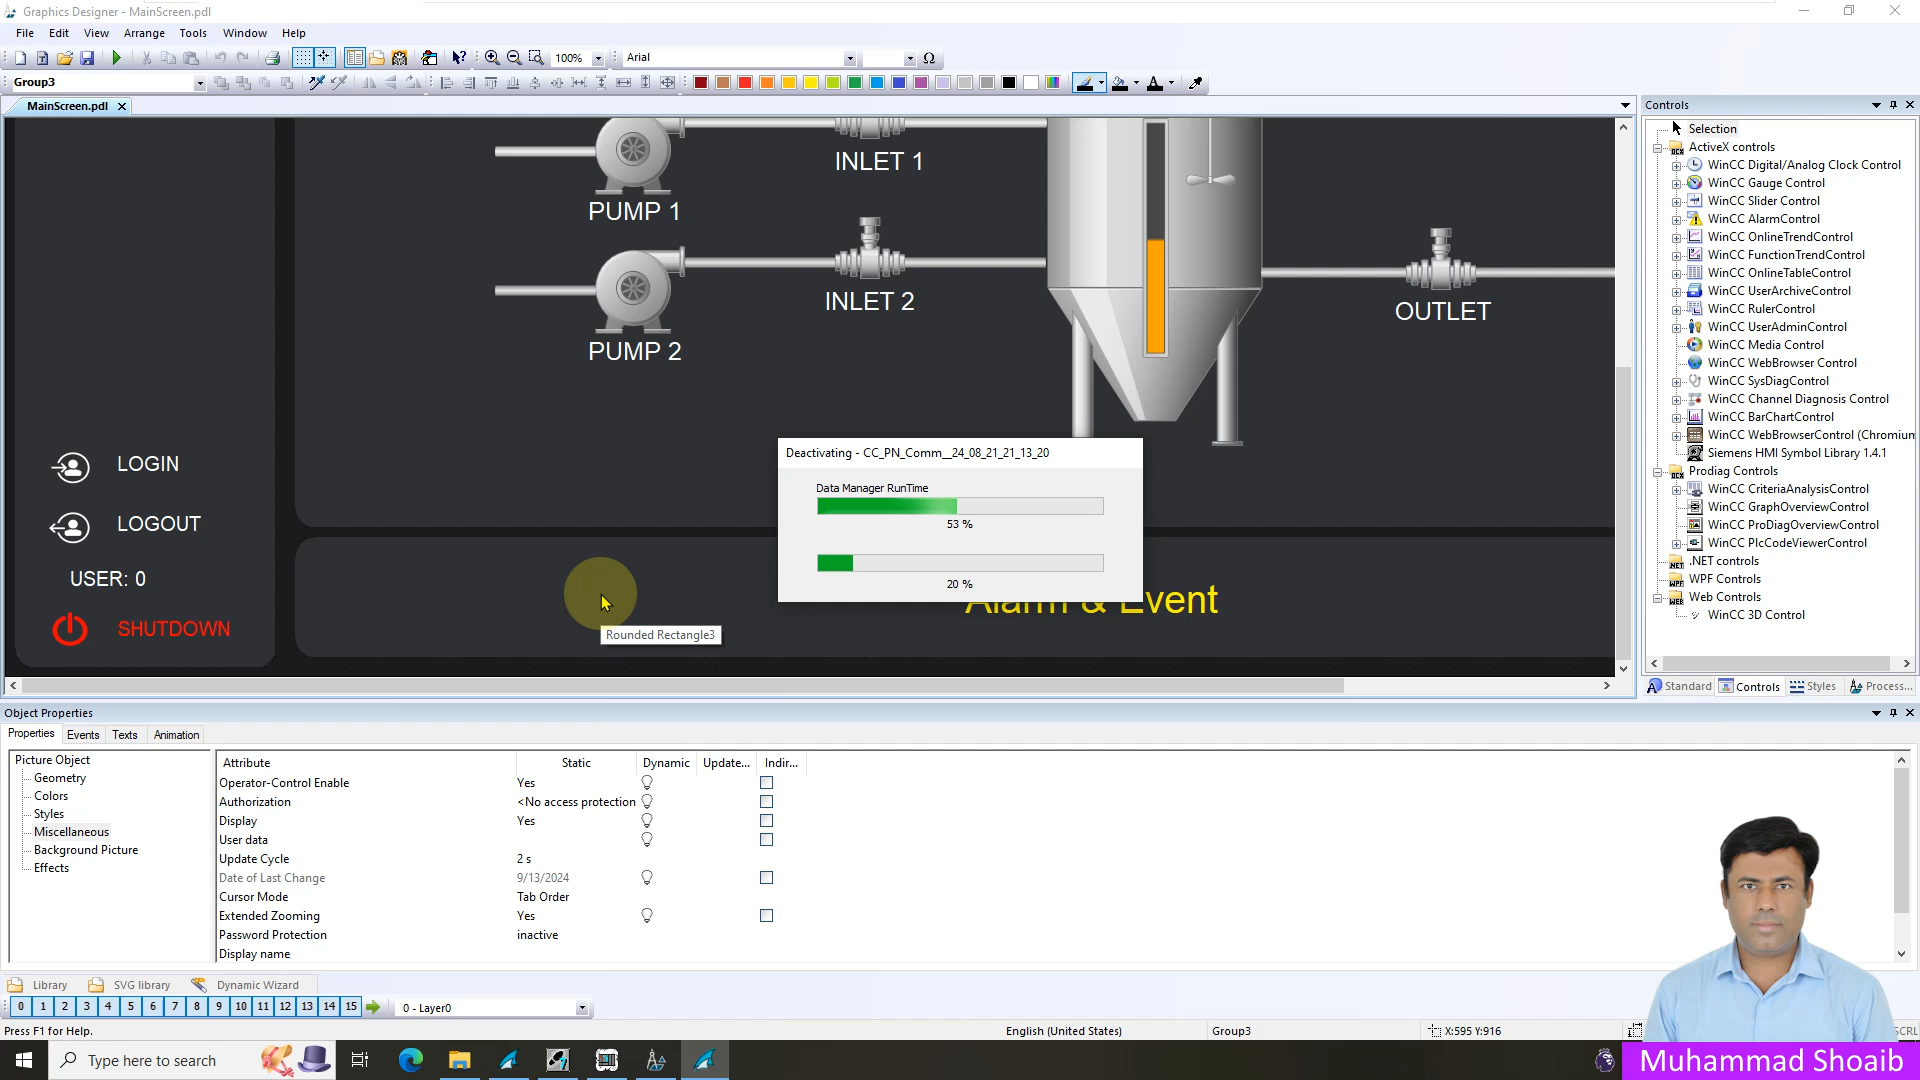 Graphics Designer - MainScreen.pdl
File Edit View Arrange Tools Window Help
100% Arial Ω
Group3
MainScreen.pdl
INLET 1
PUMP 1
INLET 2
PUMP 2
OUTLET
LOGIN
LOGOUT
USER: 0
SHUTDOWN
Alarm & Event
Deactivating - CC_PN_Comm__24_08_21_21_13_20
Data Manager RunTime
53 %
20 %
Rounded Rectangle3
Controls
Selection
ActiveX controls
WinCC Digital/Analog Clock Control
WinCC Gauge Control
WinCC Slider Control
WinCC AlarmControl
WinCC OnlineTrendControl
WinCC FunctionTrendControl
WinCC OnlineTableControl
WinCC UserArchiveControl
WinCC RulerControl
WinCC UserAdminControl
WinCC Media Control
WinCC WebBrowser Control
WinCC SysDiagControl
WinCC Channel Diagnosis Control
WinCC BarChartControl
WinCC WebBrowserControl (Chromium
Siemens HMI Symbol Library 1.4.1
Prodiag Controls
WinCC CriteriaAnalysisControl
WinCC GraphOverviewControl
WinCC ProDiagOverviewControl
WinCC PlcCodeViewerControl
.NET controls
WPF Controls
Web Controls
WinCC 3D Control
Standard Controls Styles Process...
Object Properties
Properties Events Texts Animation
Picture Object
Geometry
Colors
Styles
Miscellaneous
Background Picture
Effects
Attribute Static Dynamic Update... Indir...
Operator-Control Enable Yes
Authorization <No access protection
Display Yes
User data
Update Cycle 2 s
Date of Last Change 9/13/2024
Cursor Mode Tab Order
Extended Zooming Yes
Password Protection inactive
Display name
Library SVG library Dynamic Wizard
0 1 2 3 4 5 6 7 8 9 10 11 12 13 14 15 0 - Layer0
Press F1 for Help. English (United States) Group3 X:595 Y:916 SCRL
Type here to search
Muhammad Shoaib